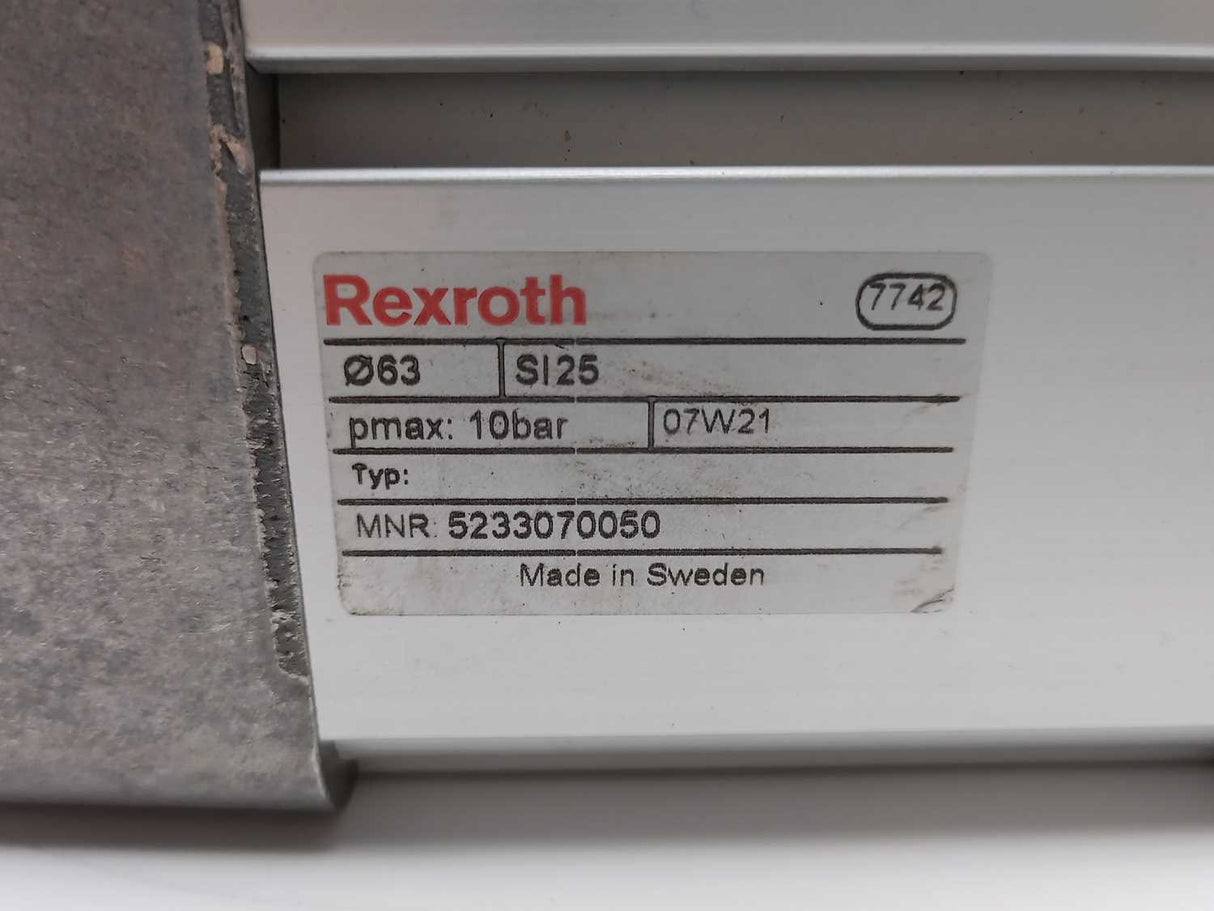 Rexroth 7742
Ø63 SI25
pmax: 10bar 07W21
Typ:
MNR. 5233070050
Made in Sweden